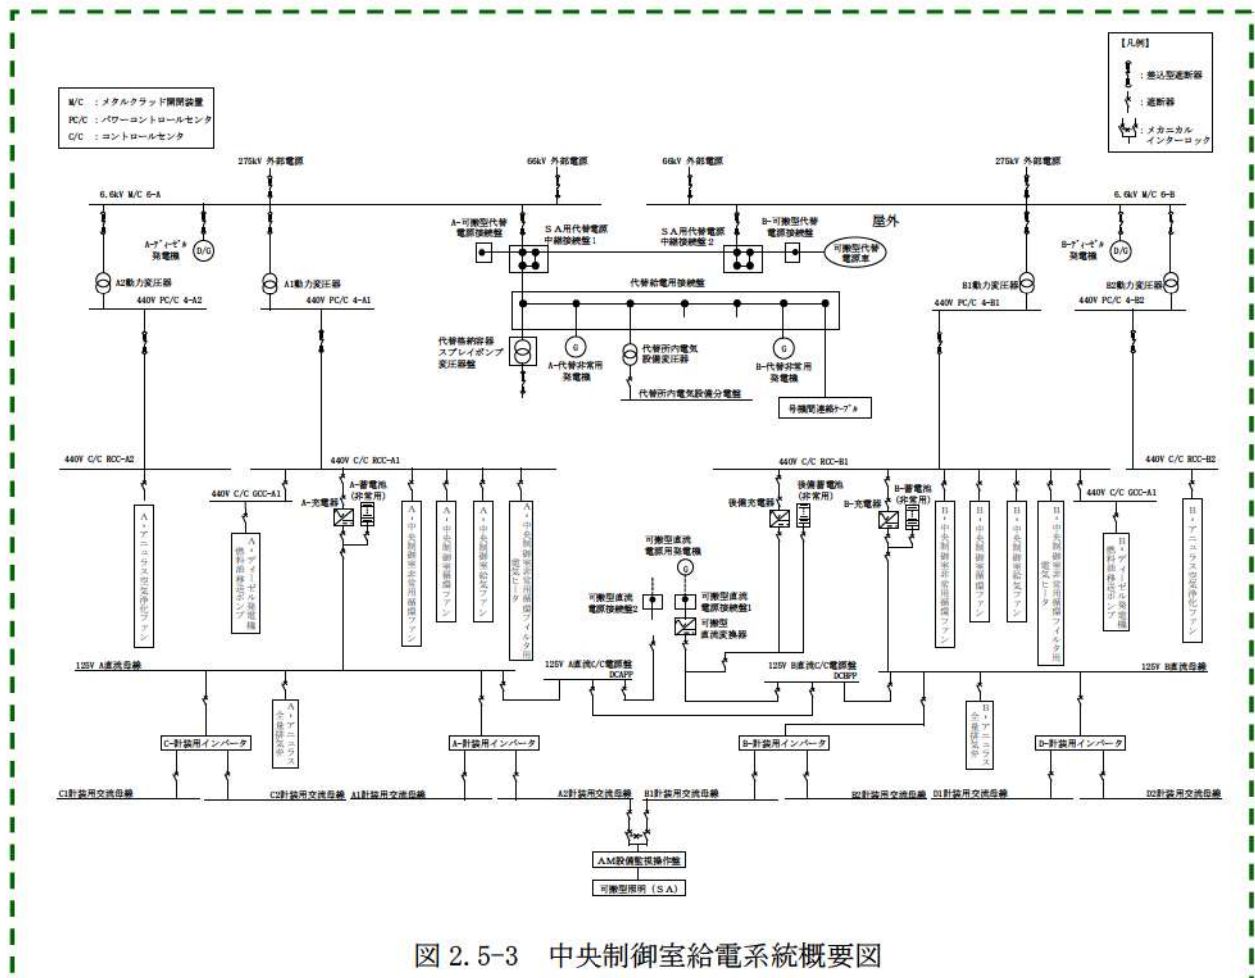 【凡例】
：差込型遮断器
：遮断器
：メカニカル
インターロック
M/C ：メタルクラッド開閉装置
PC/C ：パワーコントロールセンタ
C/C ：コントロールセンタ
275kV 外部電源
66kV 外部電源
66kV 外部電源
275kV 外部電源
6.6kV M/C 6-A
6.6kV M/C 6-B
屋外
A-ﾃﾞｨｰｾﾞﾙ
発電機
D/G
A-可搬型代替
電源接続盤
SA用代替電源
中継接続盤1
SA用代替電源
中継接続盤2
B-可搬型代替
電源接続盤
可搬型代替
電源車
B-ﾃﾞｨｰｾﾞﾙ
発電機
D/G
A2動力変圧器
A1動力変圧器
B1動力変圧器
B2動力変圧器
440V PC/C 4-A2
440V PC/C 4-A1
代替給電用接続盤
440V PC/C 4-B1
440V PC/C 4-B2
代替格納容器
スプレイポンプ
変圧器盤
G
A-代替非常用
発電機
代替所内電気
設備変圧器
G
B-代替非常用
発電機
代替所内電気設備分電盤
号機間連絡ｹｰﾌﾞﾙ
440V C/C RCC-A2
440V C/C RCC-A1
440V C/C RCC-B1
440V C/C RCC-B2
440V C/C GCC-A1
A-充電器
A-蓄電池
(非常用)
後備充電器
後備蓄電池
(非常用)
B-充電器
B-蓄電池
(非常用)
440V C/C GCC-A1
A-アニュラス空気浄化ファン
A-ディーゼル発電機
燃料油移送ポンプ
A-中央制御室非常用循環ファン
A-中央制御室循環ファン
A-中央制御室給気ファン
A-中央制御室非常用循環フィルタ用
電気ヒータ
可搬型直流
電源用発電機
G
可搬型直流
電源接続盤2
可搬型直流
電源接続盤1
可搬型
直流変換器
B-中央制御室非常用循環ファン
B-中央制御室循環ファン
B-中央制御室給気ファン
B-中央制御室非常用循環フィルタ用
電気ヒータ
B-ディーゼル発電機
燃料油移送ポンプ
B-アニュラス空気浄化ファン
125V A直流母線
125V A直流C/C電源盤
DCAPP
125V B直流C/C電源盤
DCBPP
125V B直流母線
A-アニュラス
全量排気弁
B-アニュラス
全量排気弁
C-計装用インバータ
A-計装用インバータ
B-計装用インバータ
D-計装用インバータ
C1計装用交流母線
C2計装用交流母線
A1計装用交流母線
A2計装用交流母線
B1計装用交流母線
B2計装用交流母線
D1計装用交流母線
D2計装用交流母線
AM設備監視操作盤
可搬型照明（SA）
図 2.5-3 中央制御室給電系統概要図